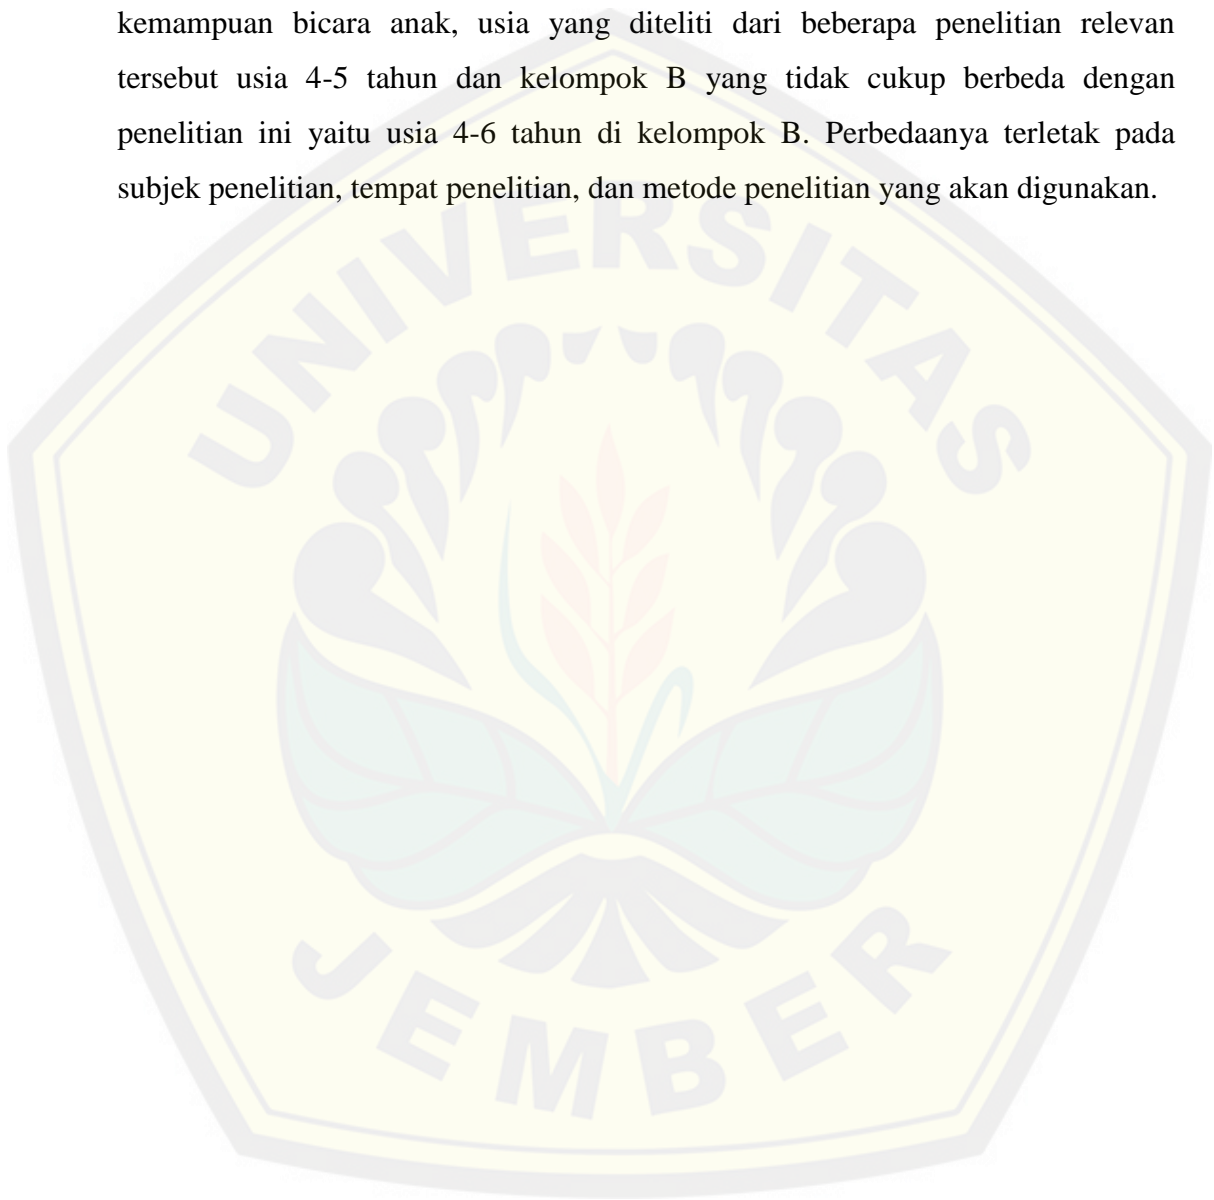 kemampuan bicara anak, usia yang diteliti dari beberapa penelitian relevan
tersebut usia 4-5 tahun dan kelompok B yang tidak cukup berbeda dengan
penelitian ini yaitu usia 4-6 tahun di kelompok B. Perbedaanya terletak pada
subjek penelitian, tempat penelitian, dan metode penelitian yang akan digunakan.
UNIVERSITAS
JEMBER